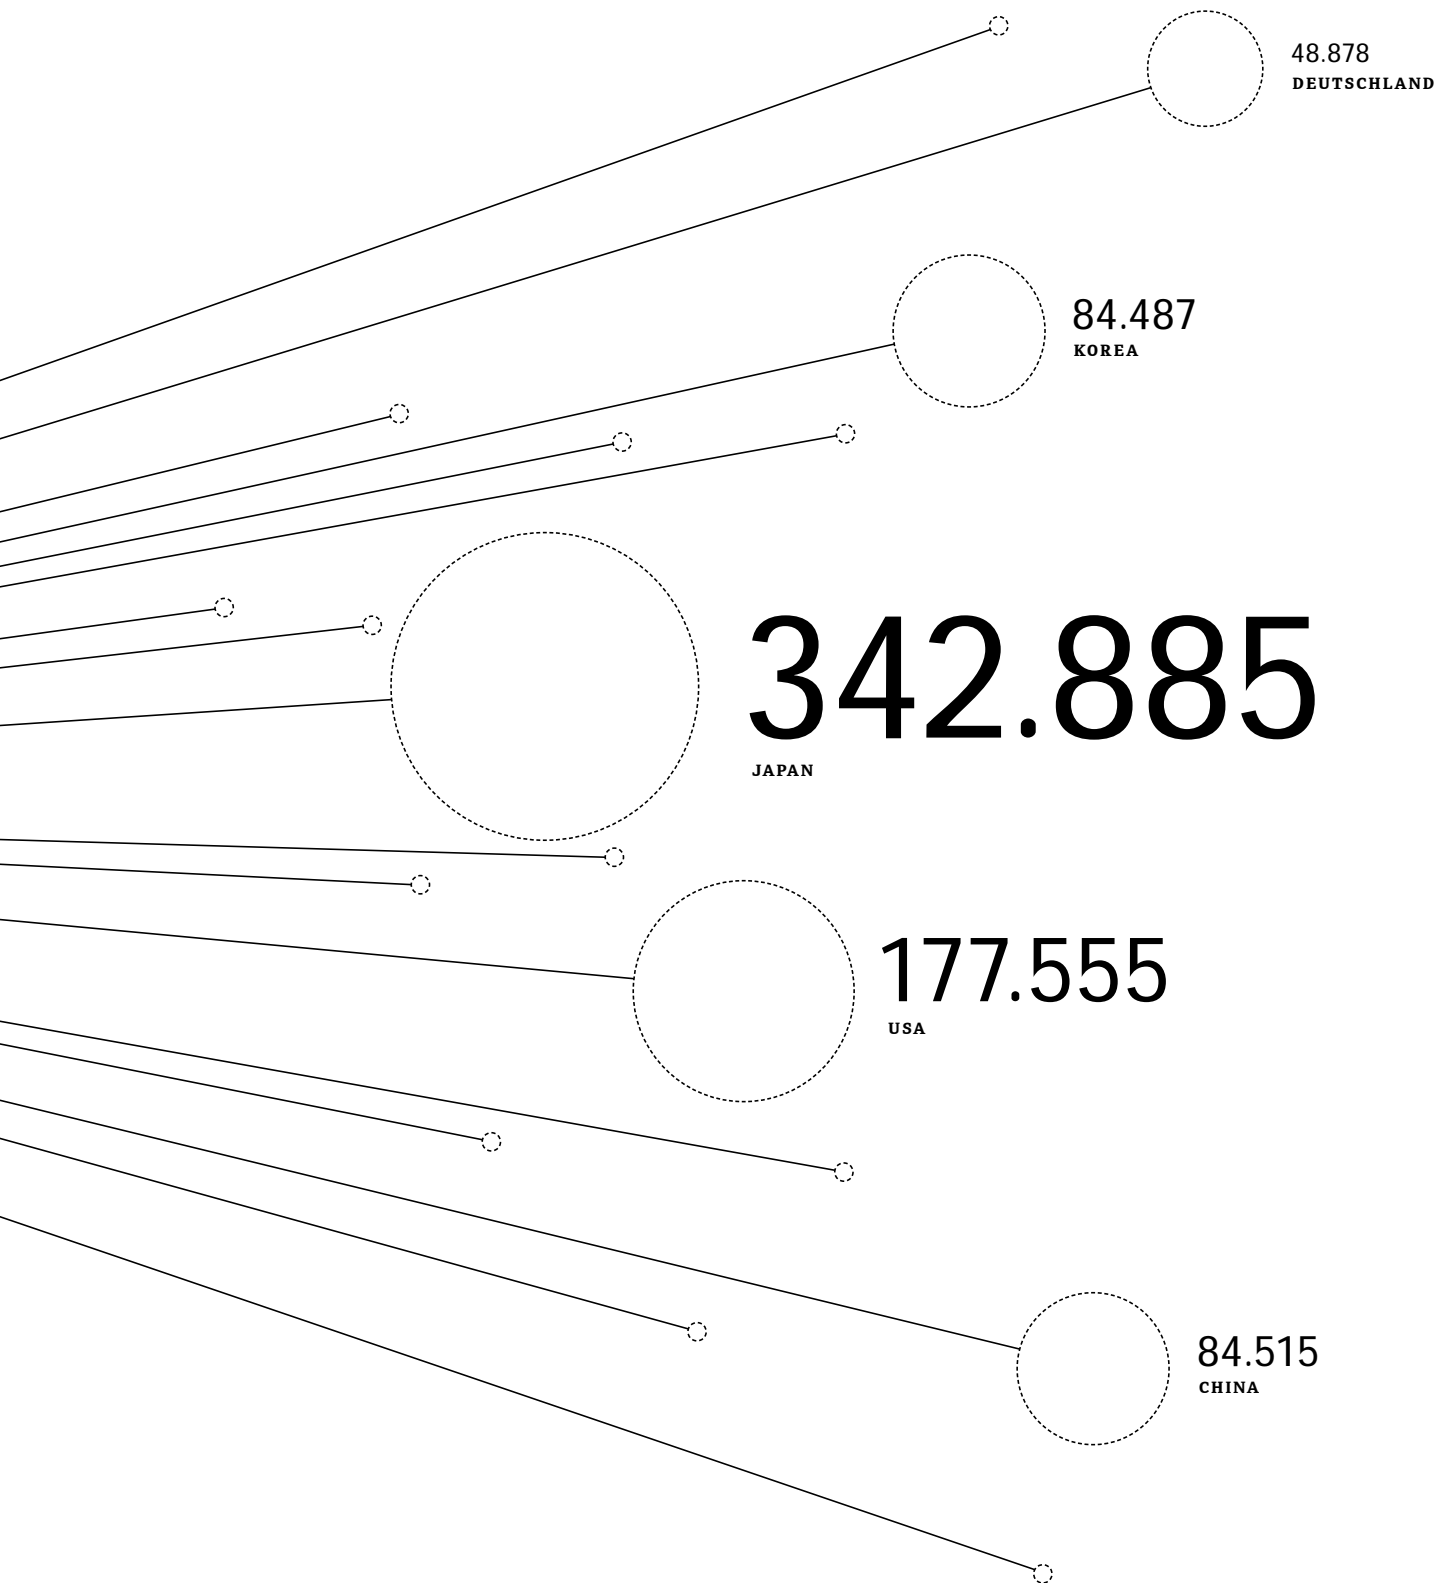 48.878
DEUTSCHLAND
84.487
KOREA
342.885
JAPAN
177.555
USA
84.515
CHINA